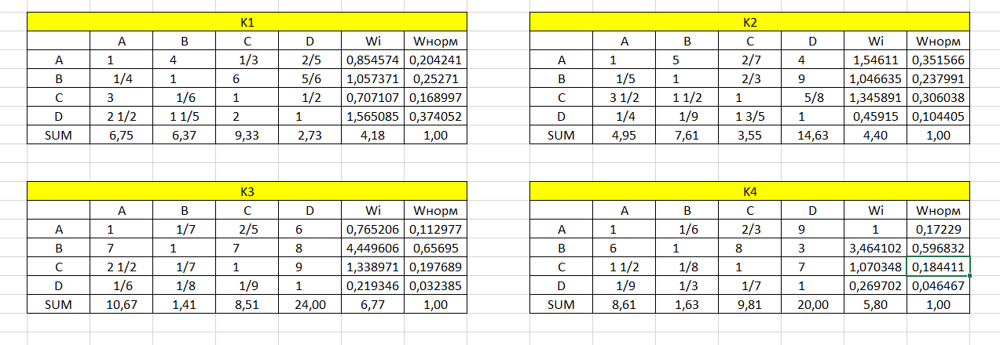 K1
A B C D Wi Wнорм
A 1 4 1/3 2/5 0,854574 0,204241
B 1/4 1 6 5/6 1,057371 0,25271
C 3 1/6 1 1/2 0,707107 0,168997
D 2 1/2 1 1/5 2 1 1,565085 0,374052
SUM 6,75 6,37 9,33 2,73 4,18 1,00
K2
A B C D Wi Wнорм
A 1 5 2/7 4 1,54611 0,351566
B 1/5 1 2/3 9 1,046635 0,237991
C 3 1/2 1 1/2 1 5/8 1,345891 0,306038
D 1/4 1/9 1 3/5 1 0,45915 0,104405
SUM 4,95 7,61 3,55 14,63 4,40 1,00
K3
A B C D Wi Wнорм
A 1 1/7 2/5 6 0,765206 0,112977
B 7 1 7 8 4,449606 0,65695
C 2 1/2 1/7 1 9 1,338971 0,197689
D 1/6 1/8 1/9 1 0,219346 0,032385
SUM 10,67 1,41 8,51 24,00 6,77 1,00
K4
A B C D Wi Wнорм
A 1 1/6 2/3 9 1 0,17229
B 6 1 8 3 3,464102 0,596832
C 1 1/2 1/8 1 7 1,070348 0,184411
D 1/9 1/3 1/7 1 0,269702 0,046467
SUM 8,61 1,63 9,81 20,00 5,80 1,00